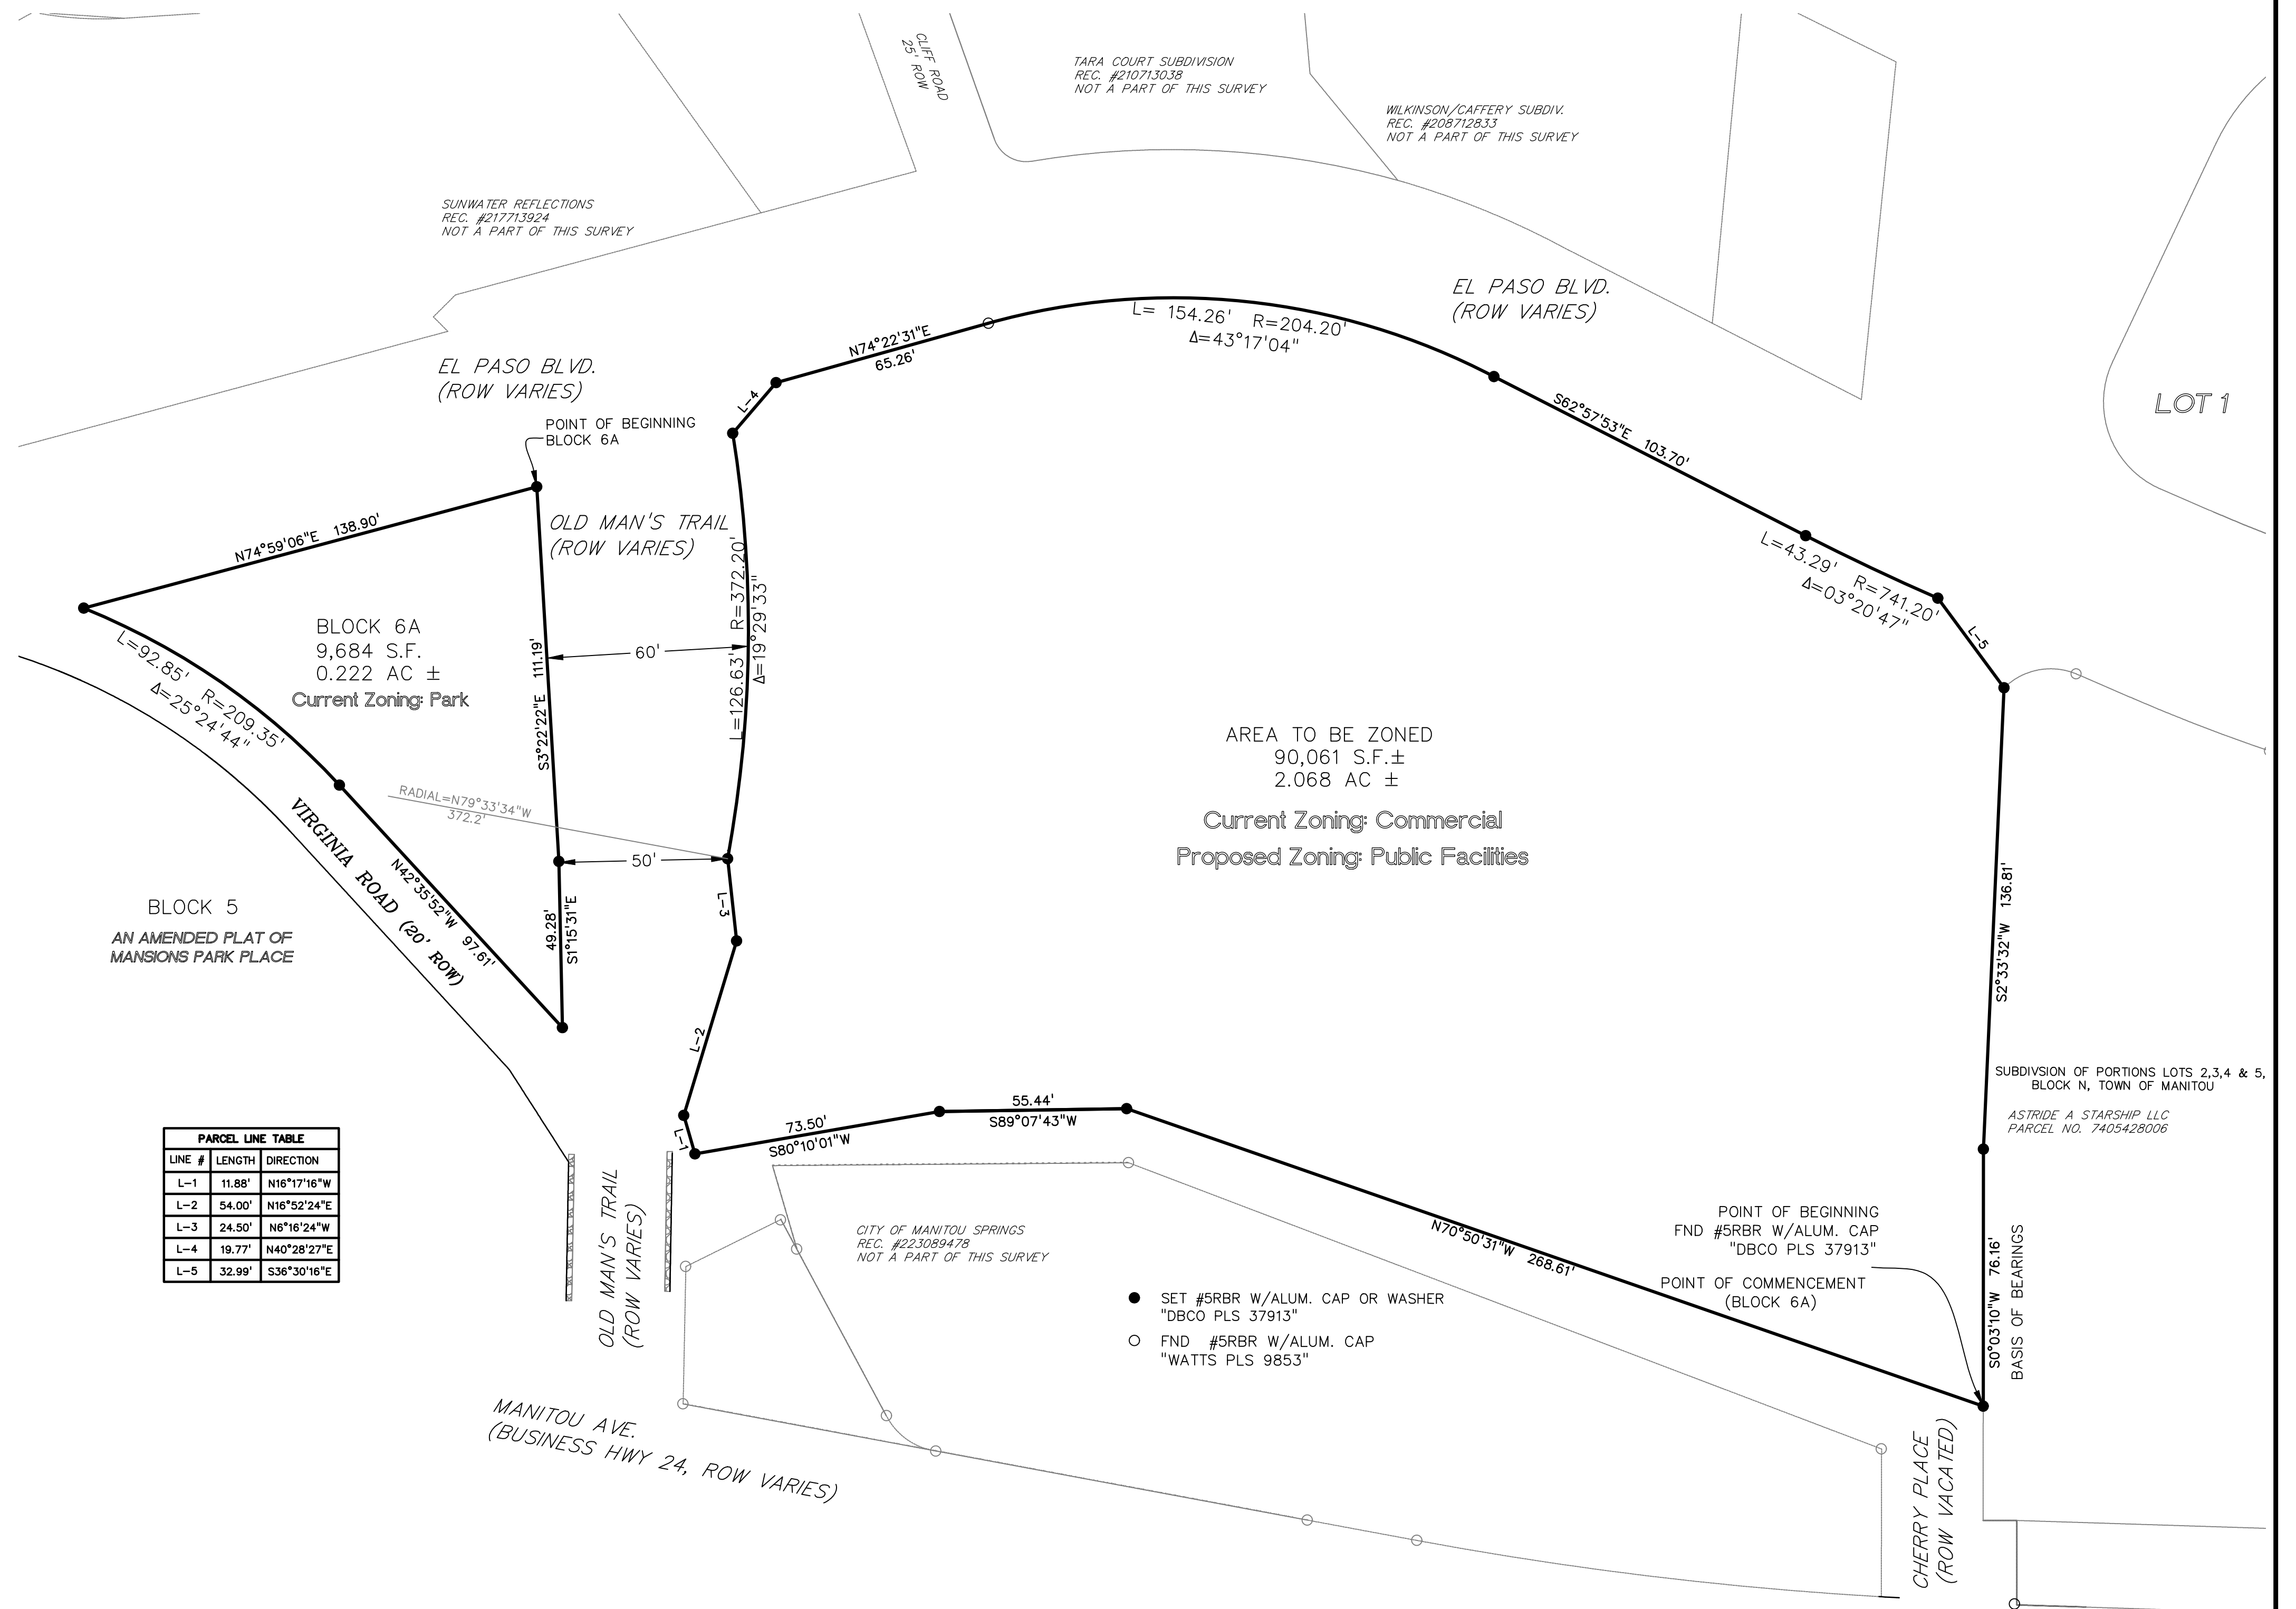 CLIFF ROAD
25' ROW
TARA COURT SUBDIVISION
REC. #210713038
NOT A PART OF THIS SURVEY
WILKINSON/CAFFERY SUBDIV.
REC. #208712833
NOT A PART OF THIS SURVEY
SUNWATER REFLECTIONS
REC. #217713924
NOT A PART OF THIS SURVEY
EL PASO BLVD.
(ROW VARIES)
L= 154.26' R=204.20'
Δ=43°17'04"
N74°22'31"E
65.26'
EL PASO BLVD.
(ROW VARIES)
L-4
LOT 1
S62°57'53"E 103.70'
POINT OF BEGINNING
BLOCK 6A
OLD MAN'S TRAIL
(ROW VARIES)
N74°59'06"E 138.90'
L=43.29' R=741.20'
Δ=03°20'47"
L-5
BLOCK 6A
9,684 S.F.
0.222 AC ±
Current Zoning: Park
L=92.85' R=209.35'
Δ=25°24'44"
S3°22'22"E 111.19'
60'
L=126.63' R=372.20'
Δ=19°29'33"
AREA TO BE ZONED
90,061 S.F.±
2.068 AC ±
Current Zoning: Commercial
Proposed Zoning: Public Facilities
RADIAL=N79°33'34"W
372.2'
50'
L-3
VIRGINIA ROAD (20' ROW)
N42°35'52"W 97.61'
49.28'
S1°15'31"E
BLOCK 5
AN AMENDED PLAT OF
MANSIONS PARK PLACE
S2°33'32"W 136.81'
L-2
SUBDIVSION OF PORTIONS LOTS 2,3,4 & 5,
BLOCK N, TOWN OF MANITOU
ASTRIDE A STARSHIP LLC
PARCEL NO. 7405428006
L-1
73.50'
S80°10'01"W
55.44'
S89°07'43"W
PARCEL LINE TABLE
LINE # LENGTH DIRECTION
L-1 11.88' N16°17'16"W
L-2 54.00' N16°52'24"E
L-3 24.50' N6°16'24"W
L-4 19.77' N40°28'27"E
L-5 32.99' S36°30'16"E
OLD MAN'S TRAIL
(ROW VARIES)
CITY OF MANITOU SPRINGS
REC. #223089478
NOT A PART OF THIS SURVEY
N70°50'31"W 268.61'
POINT OF BEGINNING
FND #5RBR W/ALUM. CAP
"DBCO PLS 37913"
POINT OF COMMENCEMENT
(BLOCK 6A)
S0°03'10"W 76.16'
BASIS OF BEARINGS
SET #5RBR W/ALUM. CAP OR WASHER
"DBCO PLS 37913"
FND #5RBR W/ALUM. CAP
"WATTS PLS 9853"
MANITOU AVE.
(BUSINESS HWY 24, ROW VARIES)
CHERRY PLACE
(ROW VACATED)